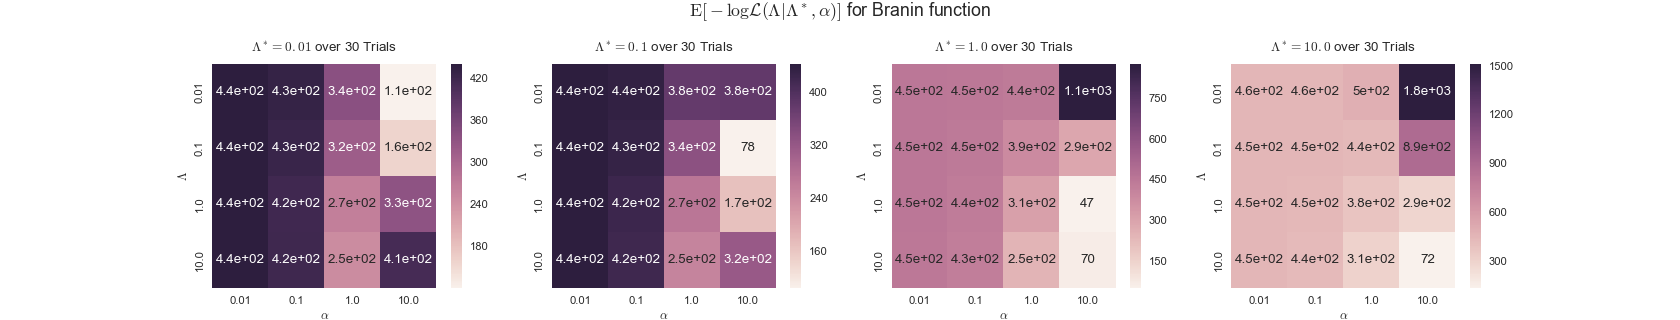 E[−log𝓛(Λ|Λ*, α)] for Branin function
Λ* = 0.01 over 30 Trials
0.01 4.4e+02 4.3e+02 3.4e+02 1.1e+02
0.1 4.4e+02 4.3e+02 3.2e+02 1.6e+02
1.0 4.4e+02 4.2e+02 2.7e+02 3.3e+02
10.0 4.4e+02 4.2e+02 2.5e+02 4.1e+02
Λ
0.01 0.1 1.0 10.0
α
420
360
300
240
180
Λ* = 0.1 over 30 Trials
0.01 4.4e+02 4.4e+02 3.8e+02 3.8e+02
0.1 4.4e+02 4.3e+02 3.4e+02 78
1.0 4.4e+02 4.2e+02 2.7e+02 1.7e+02
10.0 4.4e+02 4.2e+02 2.5e+02 3.2e+02
Λ
0.01 0.1 1.0 10.0
α
400
320
240
160
Λ* = 1.0 over 30 Trials
0.01 4.5e+02 4.5e+02 4.4e+02 1.1e+03
0.1 4.5e+02 4.5e+02 3.9e+02 2.9e+02
1.0 4.5e+02 4.4e+02 3.1e+02 47
10.0 4.5e+02 4.3e+02 2.5e+02 70
Λ
0.01 0.1 1.0 10.0
α
750
600
450
300
150
Λ* = 10.0 over 30 Trials
0.01 4.6e+02 4.6e+02 5e+02 1.8e+03
0.1 4.5e+02 4.5e+02 4.4e+02 8.9e+02
1.0 4.5e+02 4.5e+02 3.8e+02 2.9e+02
10.0 4.5e+02 4.4e+02 3.1e+02 72
Λ
0.01 0.1 1.0 10.0
α
1500
1200
900
600
300